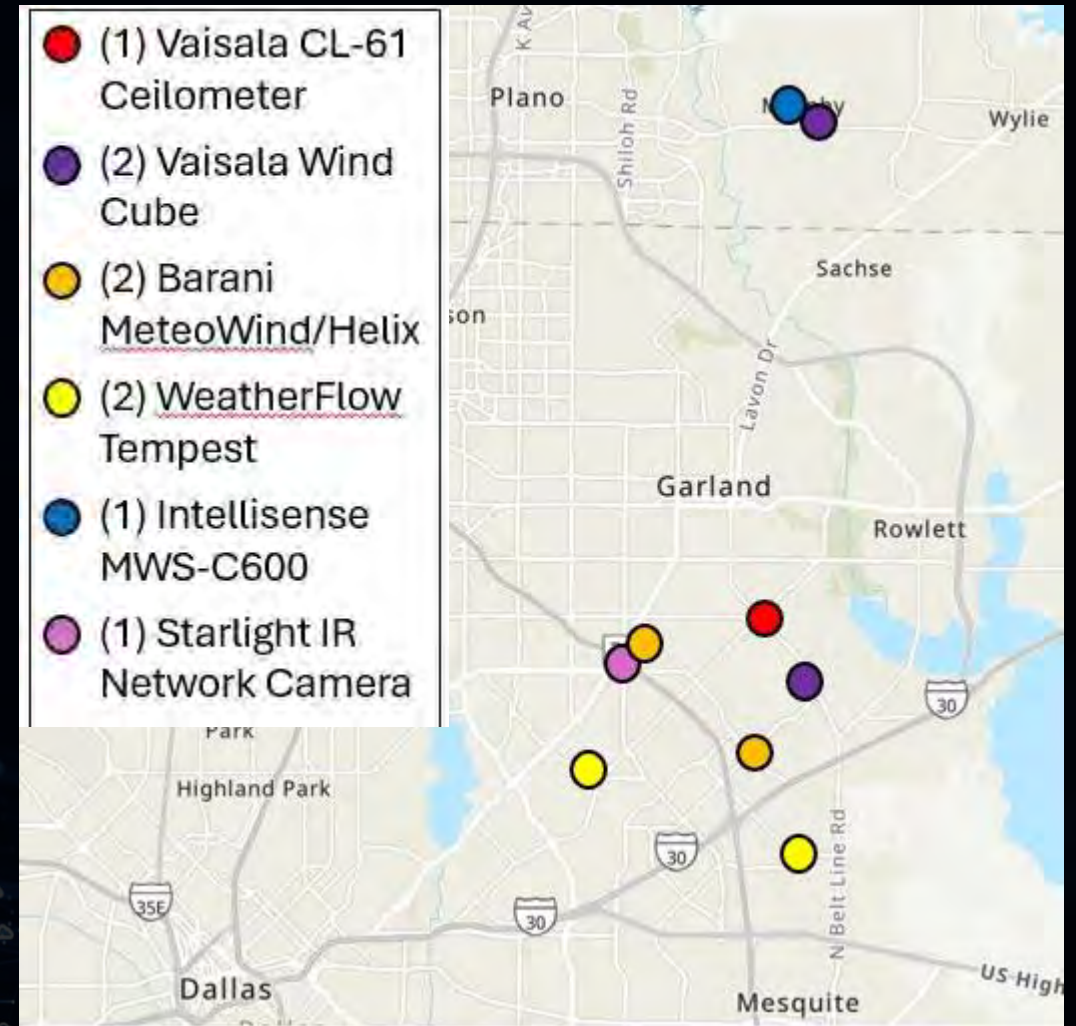 (1) Vaisala CL-61
Ceilometer
(2) Vaisala Wind
Cube
(2) Barani
MeteoWind/Helix
(2) WeatherFlow
Tempest
(1) Intellisense
MWS-C600
(1) Starlight IR
Network Camera
K Av
Plano
Shiloh Rd
Wylie
Sachse
son
Lavon Dr
Garland
Rowlett
30
Park
Highland Park
30
N Belt Line Rd
35E
30
US High
Dallas
Mesquite